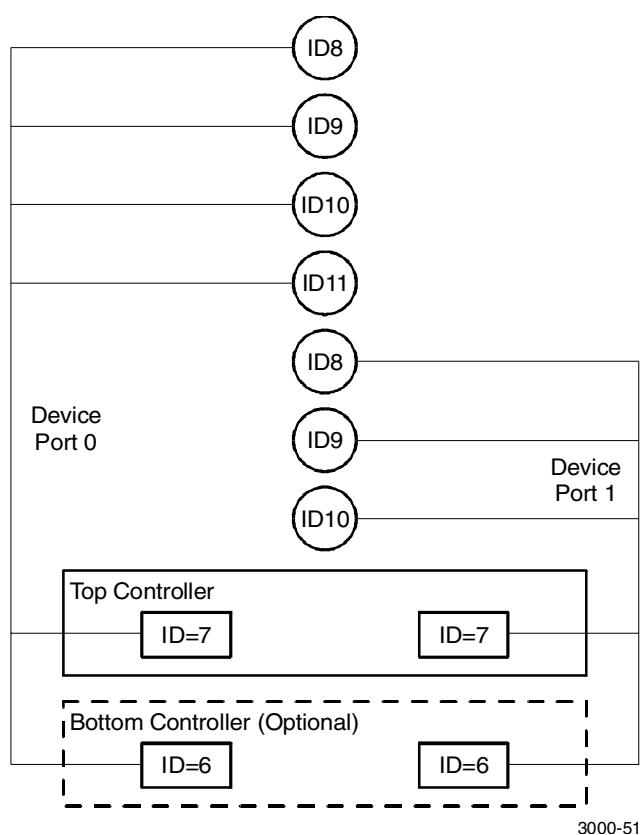 ID8
ID9
ID10
ID11
ID8
ID9
ID10
Device
Port 0
Device
Port 1
Top Controller
ID=7
ID=7
Bottom Controller (Optional)
ID=6
ID=6
3000-51